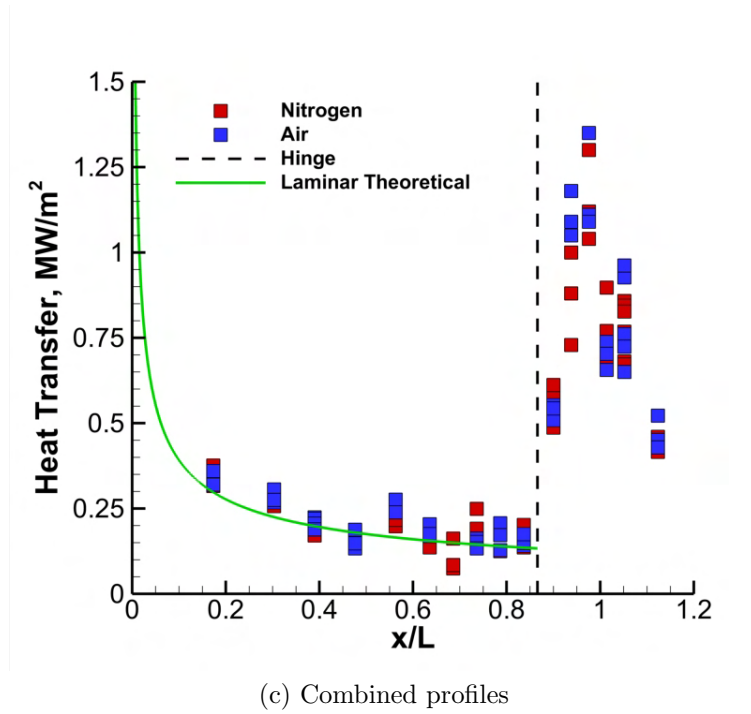 1.5
1.25
1
0.75
0.5
0.25
0
Heat Transfer, MW/m²
Nitrogen
Air
Hinge
Laminar Theoretical
0 0.2 0.4 0.6 0.8 1 1.2
x/L
(c) Combined profiles